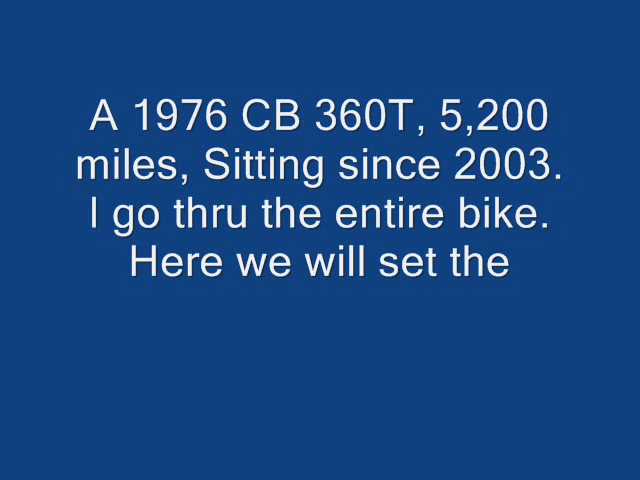 A 1976 CB 360T, 5,200
miles, Sitting since 2003.
I go thru the entire bike.
Here we will set the